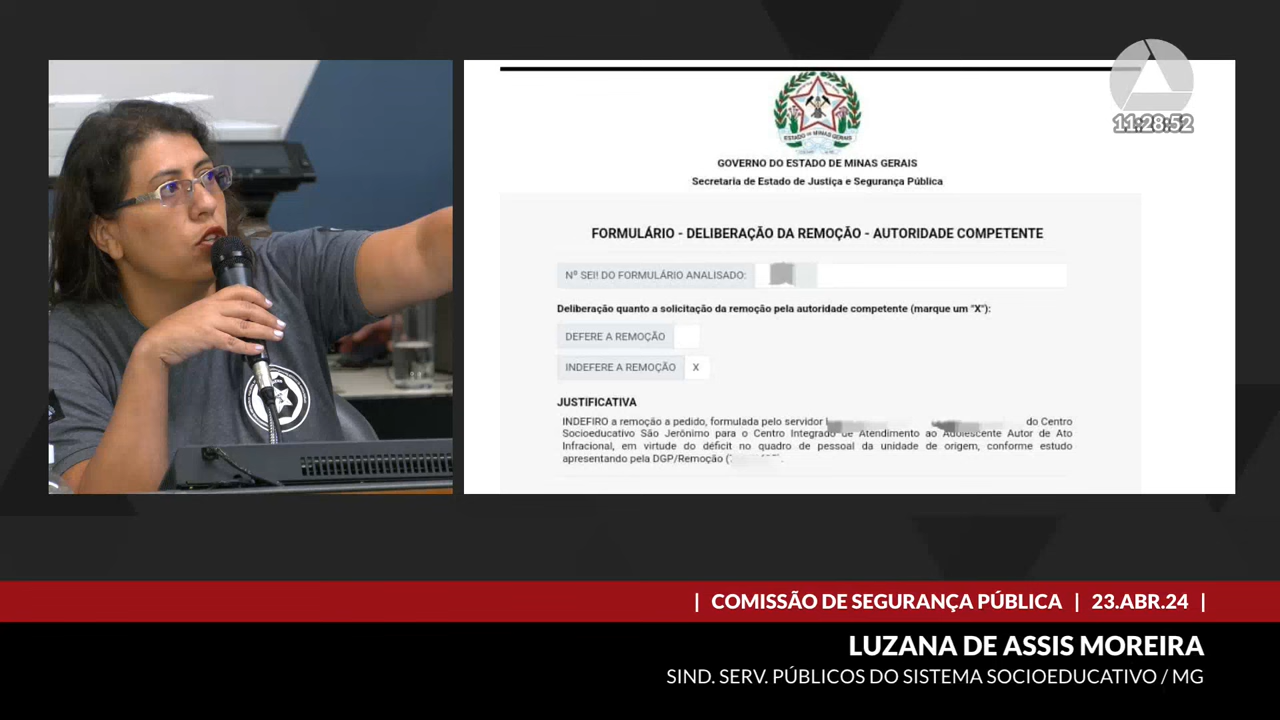 11:28:52
ESTADO DE MINAS GERAIS
GOVERNO DO ESTADO DE MINAS GERAIS
Secretaria de Estado de Justiça e Segurança Pública
FORMULÁRIO - DELIBERAÇÃO DA REMOÇÃO - AUTORIDADE COMPETENTE
Nº SEI! DO FORMULÁRIO ANALISADO:
Deliberação quanto a solicitação da remoção pela autoridade competente (marque um "X"):
DEFERE A REMOÇÃO
INDEFERE A REMOÇÃO X
JUSTIFICATIVA
INDEFIRO a remoção a pedido, formulada pelo servidor do Centro
Socioeducativo São Jerônimo para o Centro Integrado de Atendimento ao Adolescente Autor de Ato
Infracional, em virtude do déficit no quadro de pessoal da unidade de origem, conforme estudo
apresentando pela DGP/Remoção (
| COMISSÃO DE SEGURANÇA PÚBLICA | 23.ABR.24 |
LUZANA DE ASSIS MOREIRA
SIND. SERV. PÚBLICOS DO SISTEMA SOCIOEDUCATIVO / MG